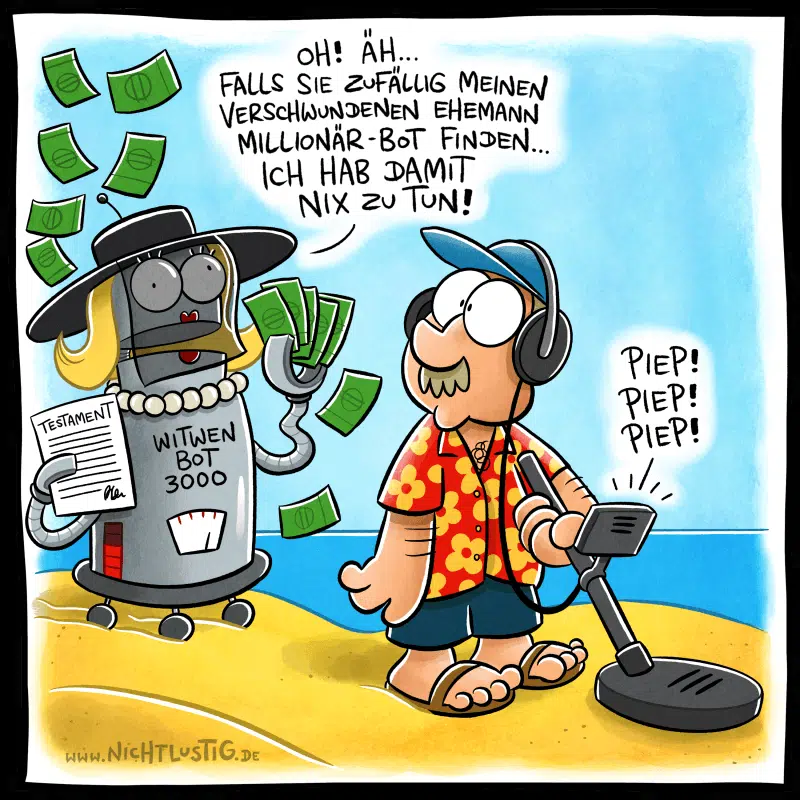 OH! ÄH...
FALLS SIE ZUFÄLLIG MEINEN
VERSCHWUNDENEN EHEMANN
MILLIONÄR-BOT FINDEN...
ICH HAB DAMIT
NIX ZU TUN!
PIEP!
PIEP!
PIEP!
TESTAMENT
WITWEN
BOT
3000
WWW.NICHTLUSTIG.DE